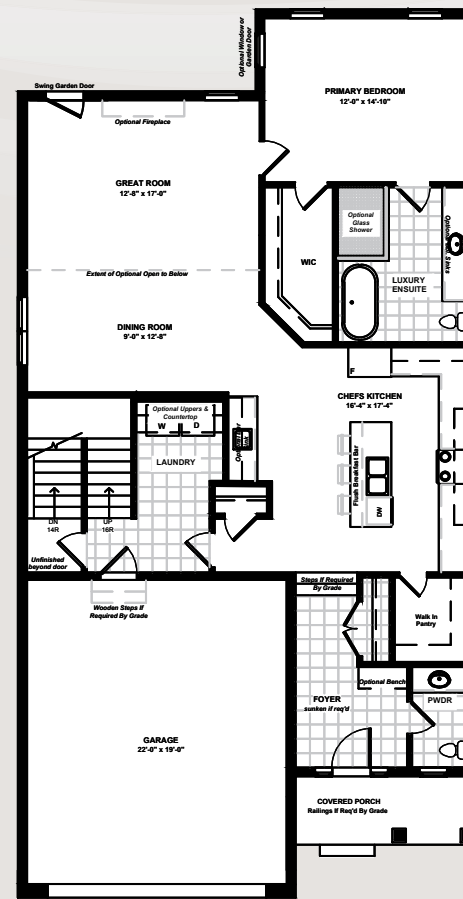 Optional Window or
Garden Door
Swing Garden Door
PRIMARY BEDROOM
12'-0" x 14'-10"
Optional Fireplace
GREAT ROOM
12'-8" x 17'-0"
Optional
Glass
Shower
WIC
LUXURY
ENSUITE
Extent of Optional Open to Below
DINING ROOM
9'-0" x 12'-8"
F
CHEFS KITCHEN
16'-4" x 17'-4"
Optional Uppers &
Countertop
W D
LAUNDRY
Flush Breakfast Bar
DW
DN
14R
UP
16R
Unfinished
beyond door
Wooden Steps If
Required By Grade
Steps If Required
By Grade
Walk In
Pantry
Optional Bench
FOYER
sunken if req'd
PWDR
GARAGE
22'-0" x 19'-0"
COVERED PORCH
Railings If Req'd By Grade